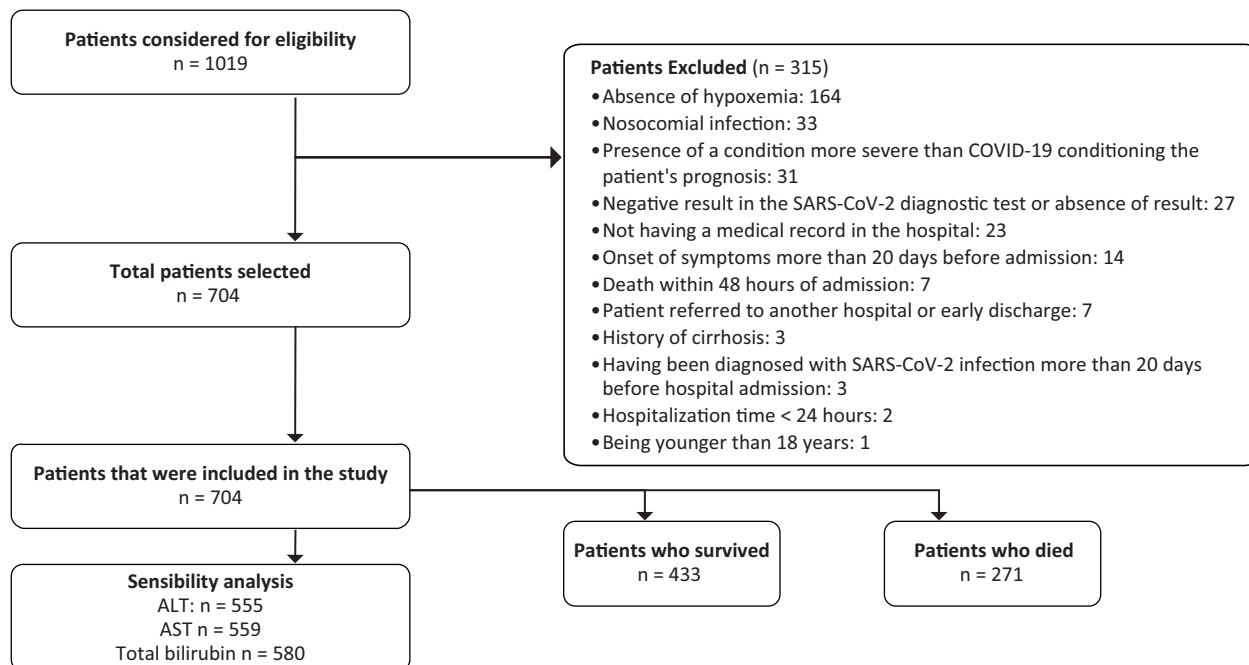 Patients considered for eligibility
n = 1019
Patients Excluded (n = 315)
•Absence of hypoxemia: 164
•Nosocomial infection: 33
•Presence of a condition more severe than COVID-19 conditioning the
patient's prognosis: 31
•Negative result in the SARS-CoV-2 diagnostic test or absence of result: 27
•Not having a medical record in the hospital: 23
•Onset of symptoms more than 20 days before admission: 14
•Death within 48 hours of admission: 7
•Patient referred to another hospital or early discharge: 7
•History of cirrhosis: 3
•Having been diagnosed with SARS-CoV-2 infection more than 20 days
before hospital admission: 3
•Hospitalization time < 24 hours: 2
•Being younger than 18 years: 1
Total patients selected
n = 704
Patients that were included in the study
n = 704
Patients who survived
n = 433
Patients who died
n = 271
Sensibility analysis
ALT: n = 555
AST n = 559
Total bilirubin n = 580